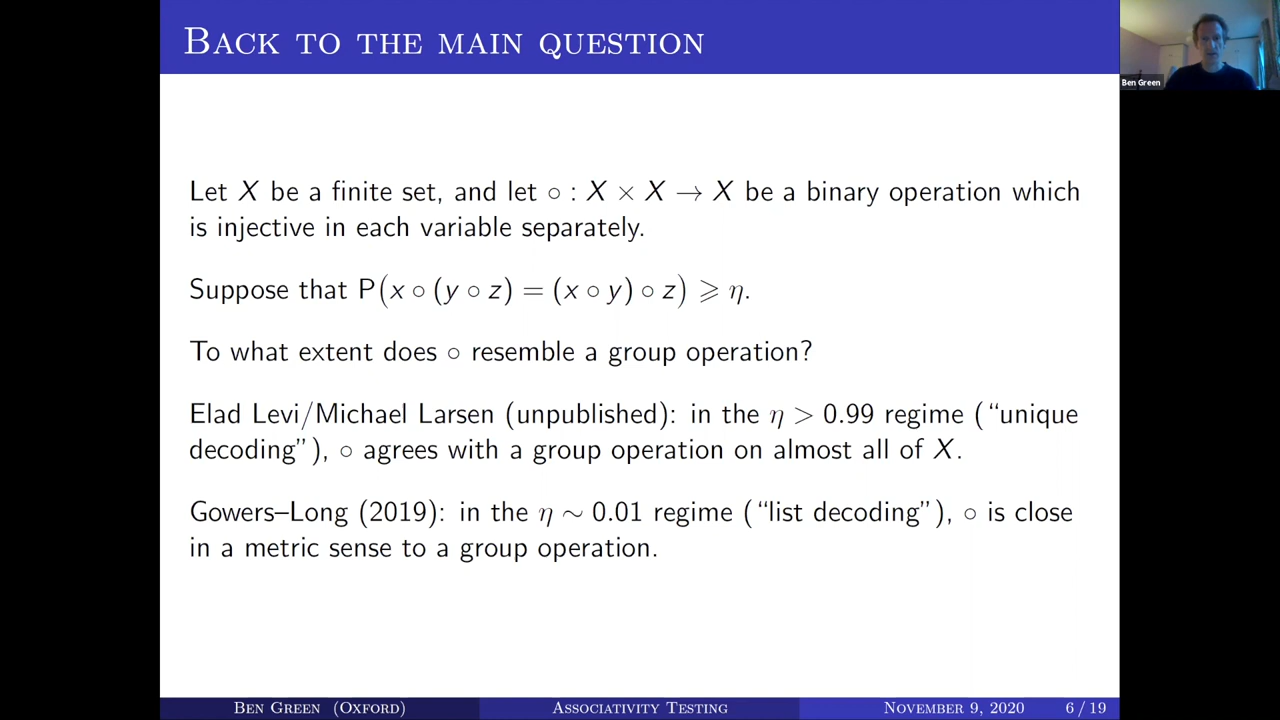 BACK TO THE MAIN QUESTION
Ben Green
Let X be a finite set, and let ∘ : X × X → X be a binary operation which
is injective in each variable separately.
Suppose that P(x ∘ (y ∘ z) = (x ∘ y) ∘ z) ⩾ η.
To what extent does ∘ resemble a group operation?
Elad Levi/Michael Larsen (unpublished): in the η > 0.99 regime (“unique
decoding”), ∘ agrees with a group operation on almost all of X.
Gowers–Long (2019): in the η ∼ 0.01 regime (“list decoding”), ∘ is close
in a metric sense to a group operation.
BEN GREEN (OXFORD) ASSOCIATIVITY TESTING NOVEMBER 9, 2020 6 / 19